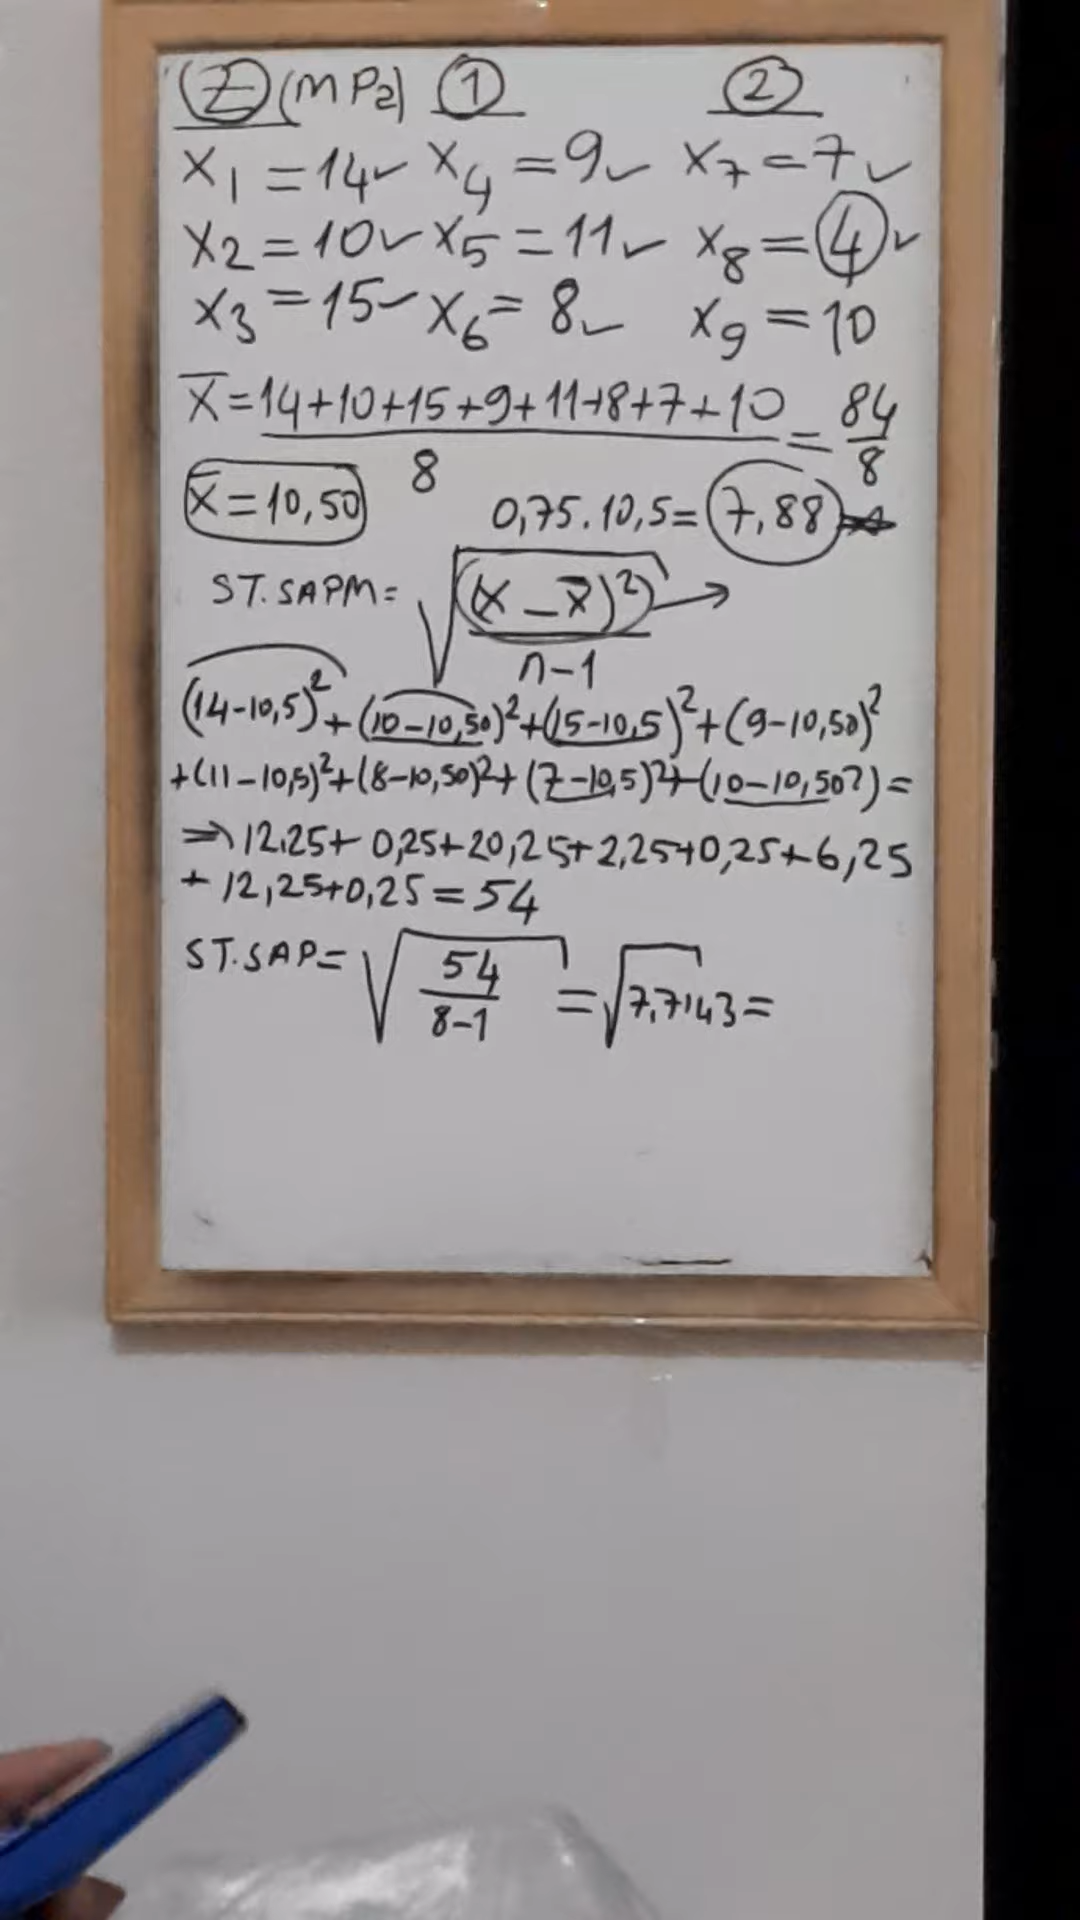 Z (MPa) 1 2
X1 = 14✓ X4 = 9✓ X7 = 7✓
X2 = 10✓ X5 = 11✓ X8 = 4✓
X3 = 15✓ X6 = 8✓ X9 = 10
X̅ = 14+10+15+9+11+8+7+10 / 8 = 84/8
X̅ = 10,50 0,75.10,5 = 7,88
ST.SAPM = √((X – X̅)² / n–1) →
(14–10,5)² + (10–10,50)² + (15–10,5)² + (9–10,50)²
+(11–10,5)² + (8–10,50)² + (7–10,5)² + (10–10,50²) =
⇒ 12,25 + 0,25 + 20,25 + 2,25 + 0,25 + 6,25
+ 12,25 + 0,25 = 54
ST.SAP = √(54 / 8–1) = √7,7143 =